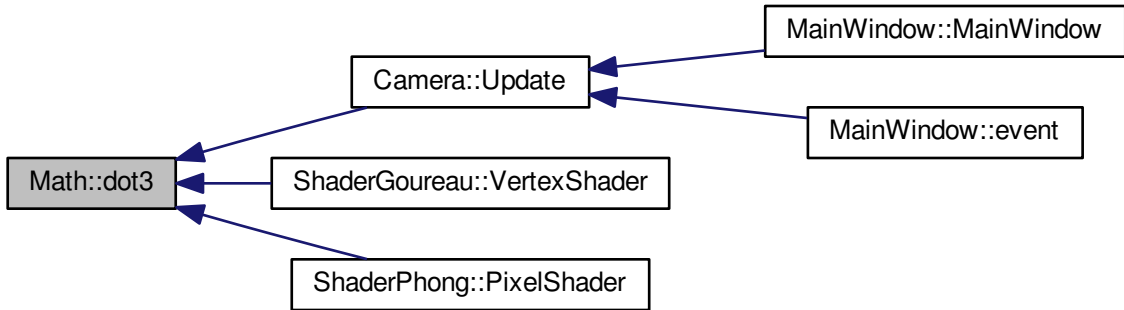 MainWindow::MainWindow
Camera::Update
MainWindow::event
Math::dot3
ShaderGoureau::VertexShader
ShaderPhong::PixelShader